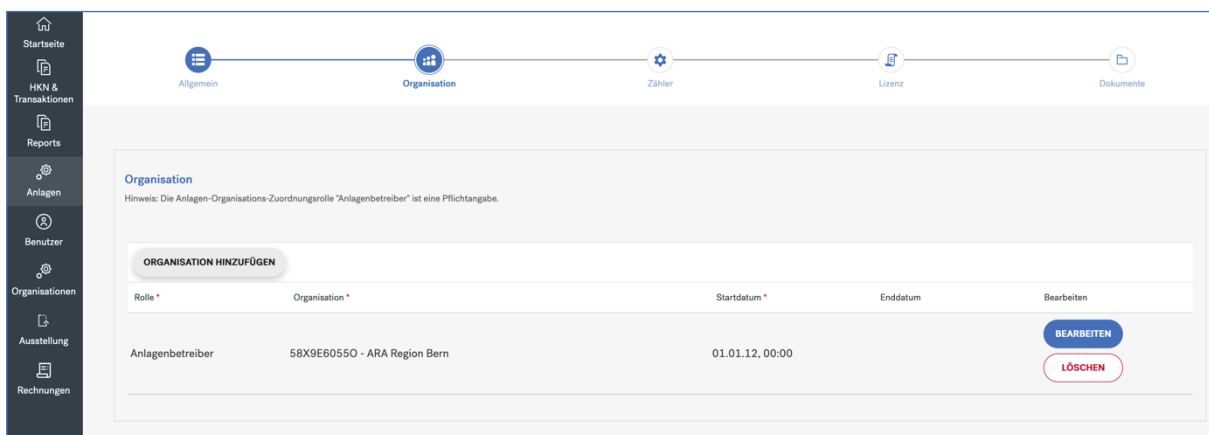 Startseite
HKN &
Transaktionen
Reports
Anlagen
Benutzer
Organisationen
Ausstellung
Rechnungen
Allgemein
Organisation
Zähler
Lizenz
Dokumente
Organisation
Hinweis: Die Anlagen-Organisations-Zuordnungsrolle "Anlagenbetreiber" ist eine Pflichtangabe.
ORGANISATION HINZUFÜGEN
Rolle * Organisation * Startdatum * Enddatum Bearbeiten
Anlagenbetreiber 58X9E6055O - ARA Region Bern 01.01.12, 00:00
BEARBEITEN
LÖSCHEN